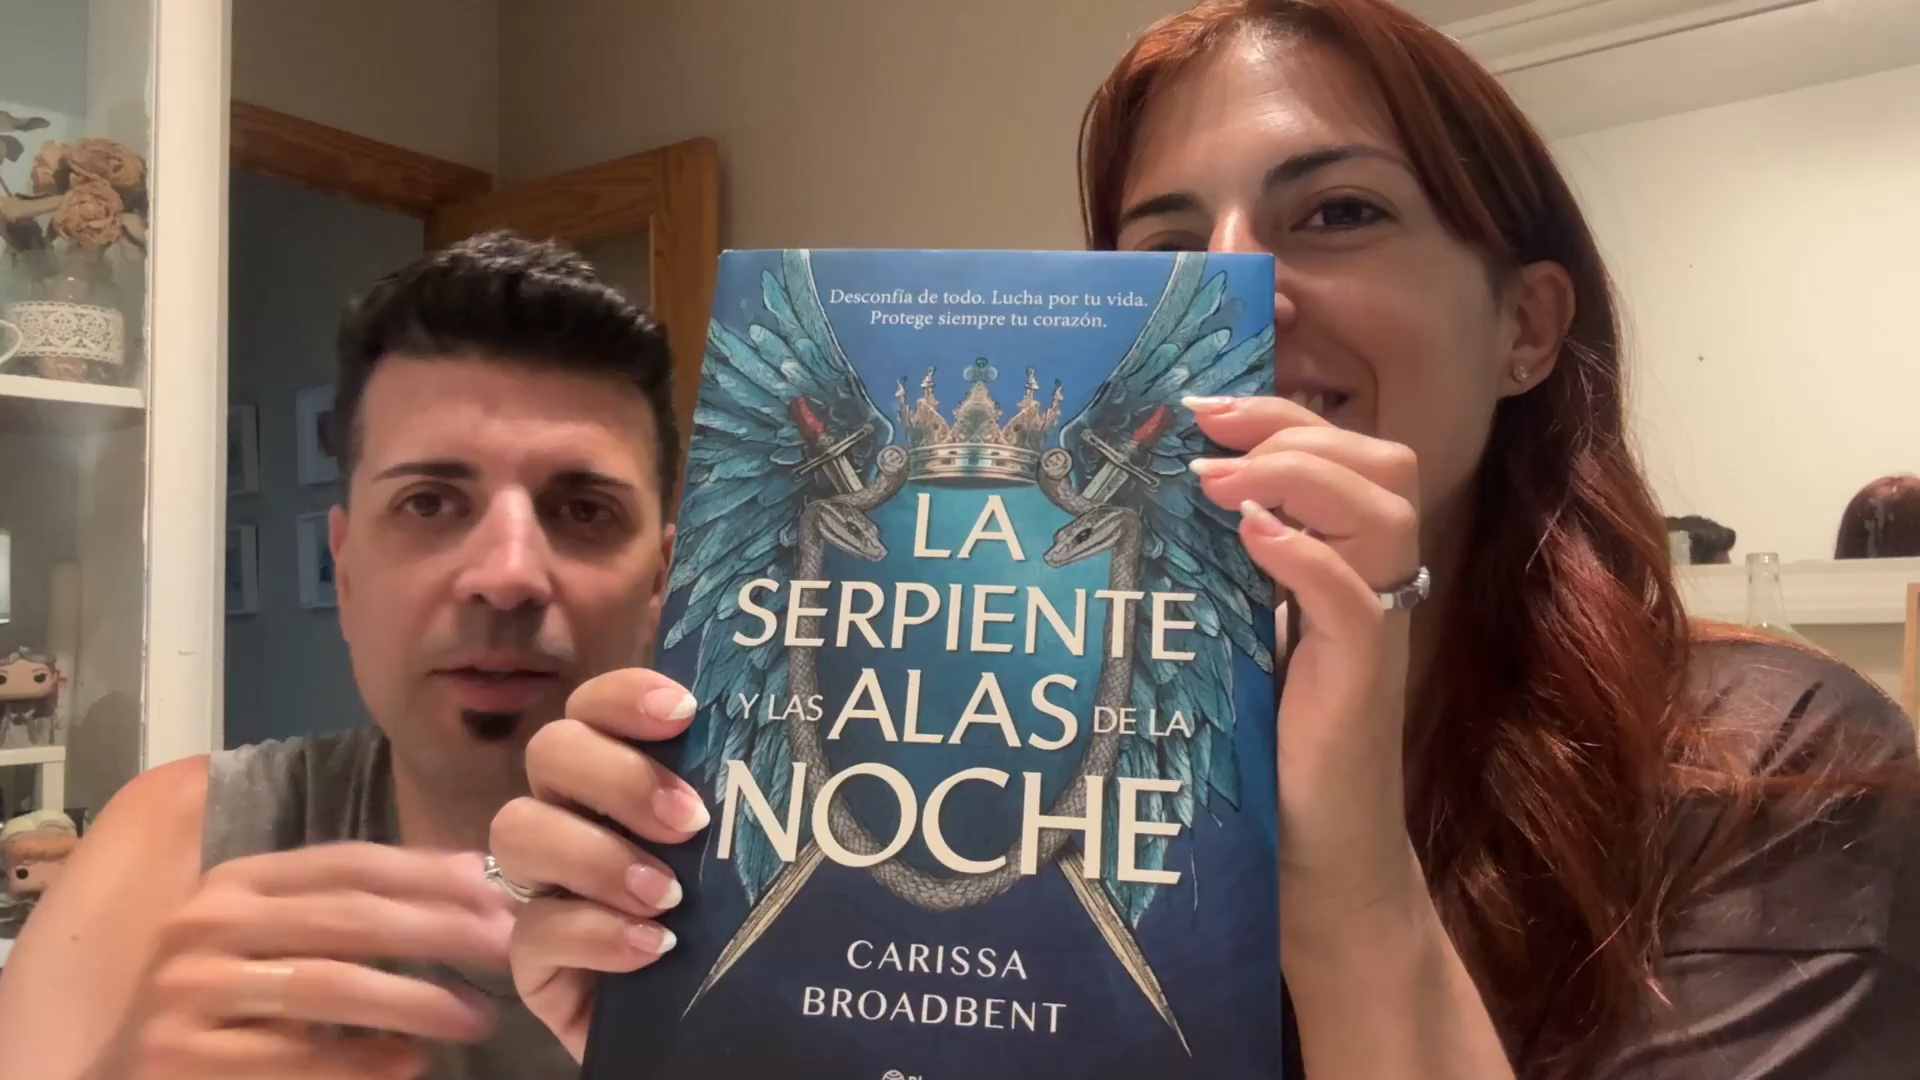 Desconfía de todo. Lucha por tu vida.
Protege siempre tu corazón.
LA
SERPIENTE
Y LAS ALAS DE LA
NOCHE
CARISSA
BROADBENT